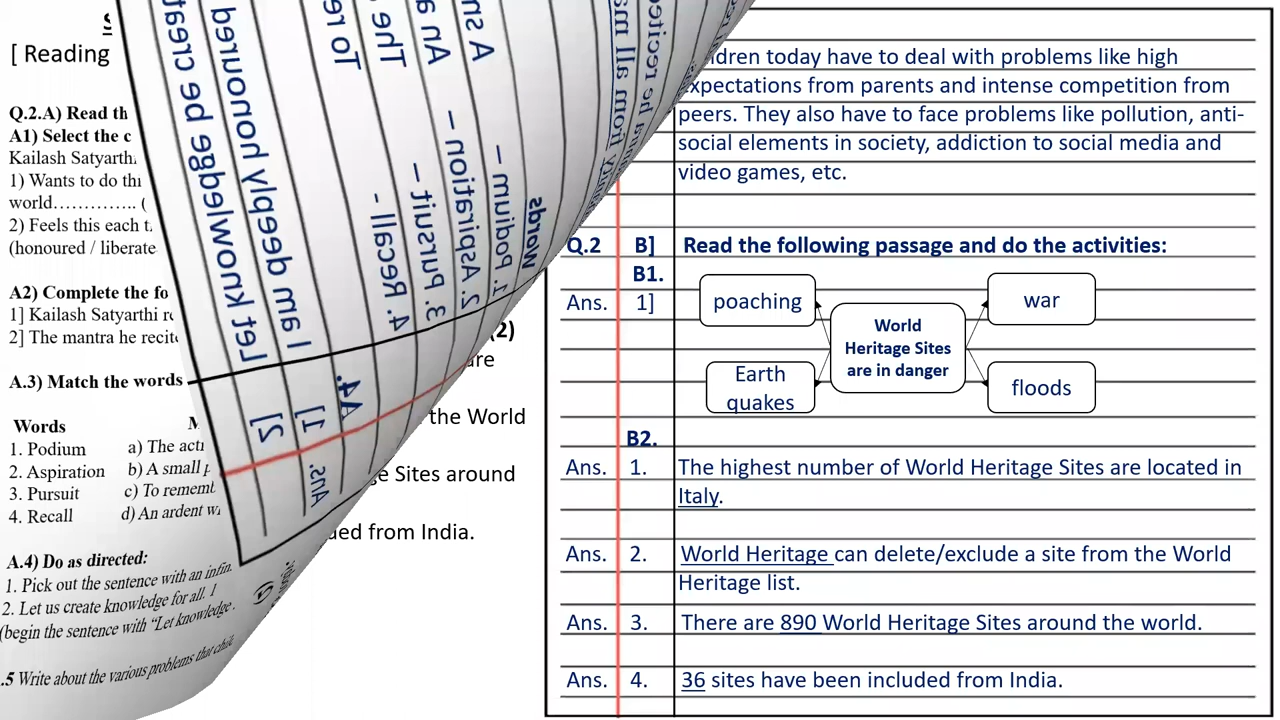 [ Reading
Q.2.A) Read th
A1) Select the c
Kailash Satyarthi
1) Wants to do thi
world………….. (
2) Feels this each t
(honoured / liberate
A2) Complete the fo
1] Kailash Satyarthi re
2] The mantra he recite
A.3) Match the words
Words
1. Podium a) The acti
2. Aspiration b) A small p
3. Pursuit c) To rememb
4. Recall d) An ardent wi
A.4) Do as directed:
1. Pick out the sentence with an infin.
2. Let us create knowledge for all. I
(begin the sentence with “Let knowledge .
.5 Write about the various problems that chil
Words
1. Podium – A sm
2. Aspiration – An a
3. Pursuit – The
4. Recall - To re
A4.
Ans 1] I am deeply honoured
2] Let knowledge be creat
(2)
are
the World
e Sites around
ded from India.
ldren today have to deal with problems like high
expectations from parents and intense competition from
peers. They also have to face problems like pollution, anti-
social elements in society, addiction to social media and
video games, etc.
Q.2 B] Read the following passage and do the activities:
B1.
Ans. 1]
poaching
war
World
Heritage Sites
are in danger
Earth
quakes
floods
B2.
Ans. 1. The highest number of World Heritage Sites are located in
Italy.
Ans. 2. World Heritage can delete/exclude a site from the World
Heritage list.
Ans. 3. There are 890 World Heritage Sites around the world.
Ans. 4. 36 sites have been included from India.